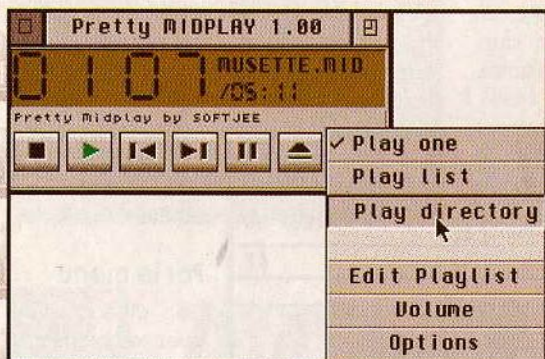 Pretty MIDPLAY 1.00
0107
MUSETTE.MID
/05:11
Pretty Midplay by SOFTJEE
✓ Play one
Play list
Play directory
Edit Playlist
Volume
Options